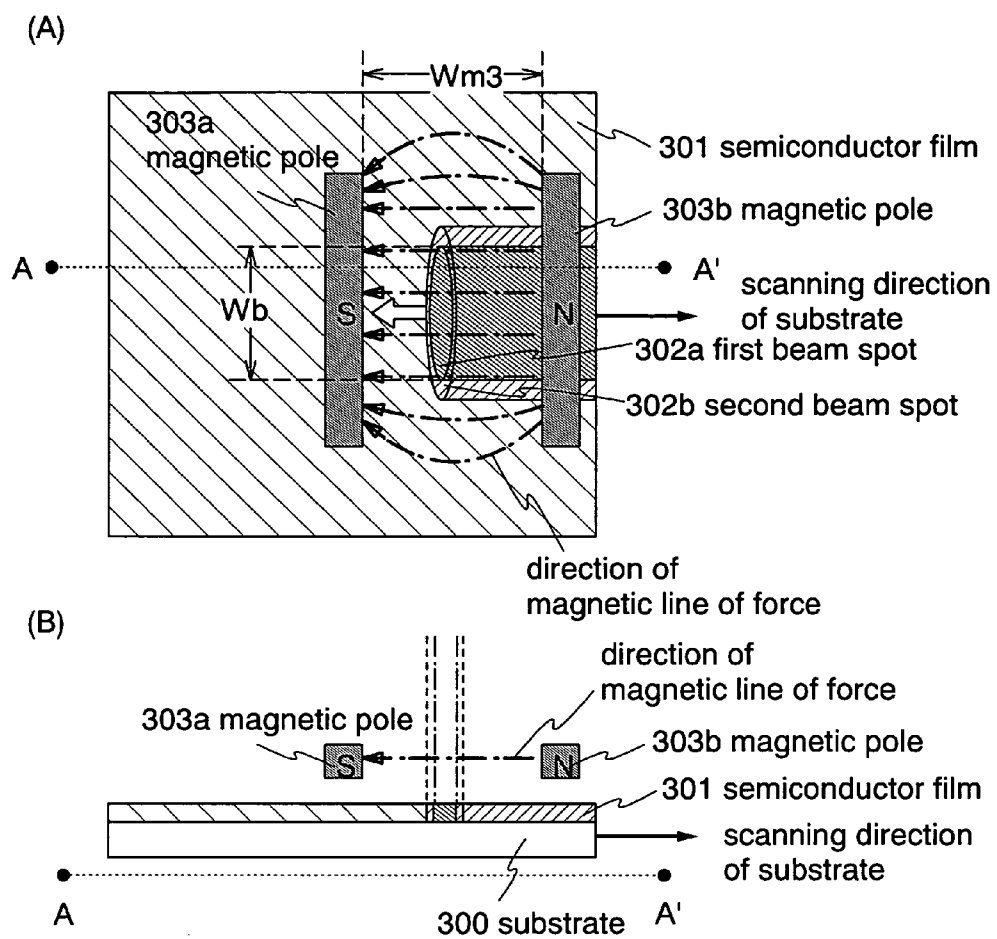 (A)
Wm3
303a
magnetic pole
301 semiconductor film
303b magnetic pole
A
A'
scanning direction
of substrate
Wb
S
N
302a first beam spot
302b second beam spot
direction of
magnetic line of force
(B)
direction of
magnetic line of force
303a magnetic pole
303b magnetic pole
S
N
301 semiconductor film
scanning direction
of substrate
A
A'
300 substrate